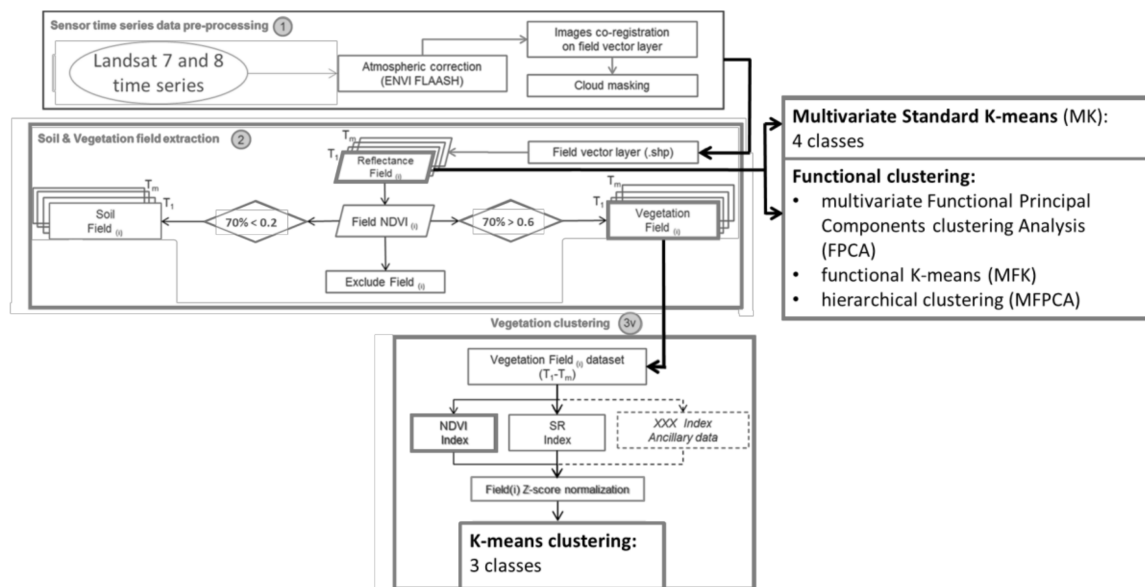 Sensor time series data pre-processing 1
Landsat 7 and 8
time series
Atmospheric correction
(ENVI FLAASH)
Images co-registration
on field vector layer
Cloud masking
Soil & Vegetation field extraction 2
Tm
T1
Reflectance
Field (i)
Field vector layer (.shp)
Tm
T1
Soil
Field (i)
70% < 0.2
Field NDVI (i)
70% > 0.6
Tm
T1
Vegetation
Field (i)
Exclude Field (i)
Multivariate Standard K-means (MK):
4 classes
Functional clustering:
• multivariate Functional Principal
Components clustering Analysis
(FPCA)
• functional K-means (MFK)
• hierarchical clustering (MFPCA)
Vegetation clustering 3v
Vegetation Field (i) dataset
(T1-Tm)
NDVI
Index
SR
Index
XXX Index
Ancillary data
Field(i) Z-score normalization
K-means clustering:
3 classes